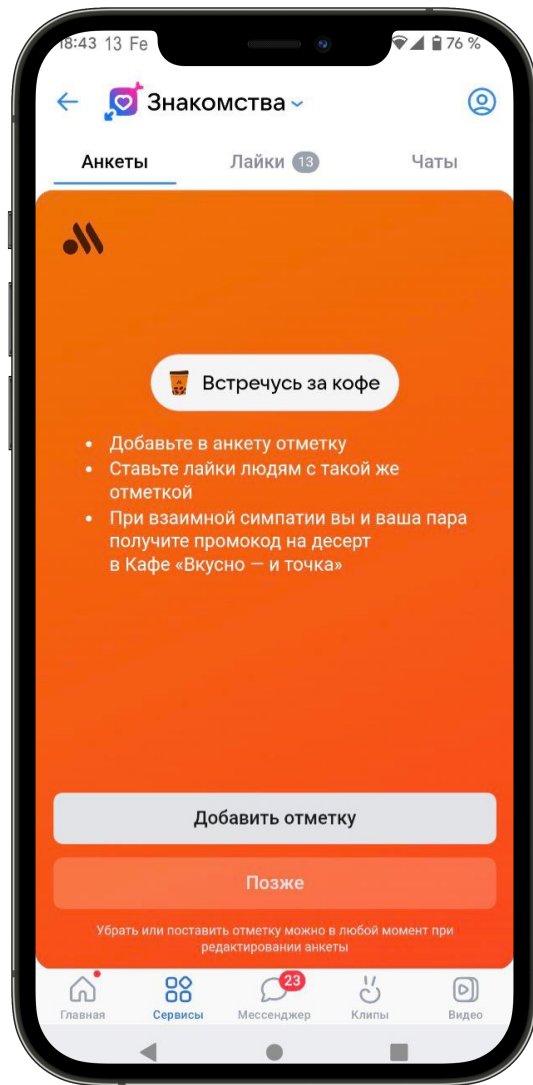 18:43 13 Fe
76 %
Знакомства
Анкеты Лайки 13 Чаты
Встречусь за кофе
• Добавьте в анкету отметку
• Ставьте лайки людям с такой же
отметкой
• При взаимной симпатии вы и ваша пара
получите промокод на десерт
в Кафе «Вкусно — и точка»
Добавить отметку
Позже
Убрать или поставить отметку можно в любой момент при
редактировании анкеты
23
Главная Сервисы Мессенджер Клипы Видео